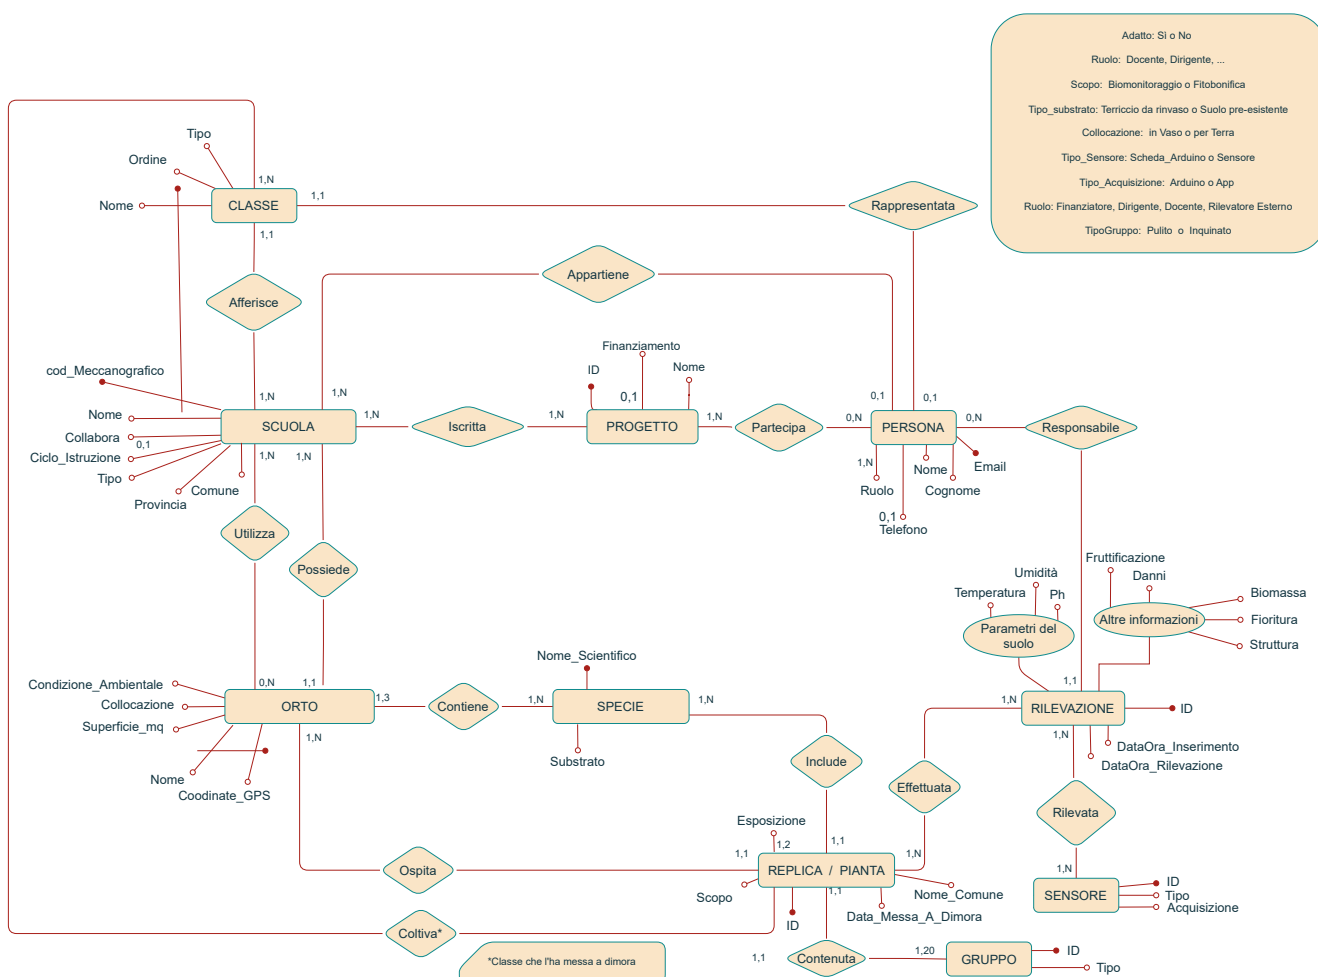 Adatto: Sì o No
Ruolo: Docente, Dirigente, ...
Scopo: Biomonitoraggio o Fitobonifica
Tipo_substrato: Terriccio da rinvaso o Suolo pre-esistente
Collocazione: in Vaso o per Terra
Tipo_Sensore: Scheda_Arduino o Sensore
Tipo_Acquisizione: Arduino o App
Ruolo: Finanziatore, Dirigente, Docente, Rilevatore Esterno
TipoGruppo: Pulito o Inquinato
Tipo
Ordine
Nome
1,N
CLASSE
1,1
1,1
Rappresentata
Appartiene
Afferisce
cod_Meccanografico
Nome
Collabora
0,1
Ciclo_Istruzione
Tipo
Provincia
Comune
1,N
1,N
SCUOLA
1,N
1,N
1,N
Iscritta
1,N
ID
Finanziamento
0,1
Nome
PROGETTO
1,N
Partecipa
0,N
0,1
0,1
PERSONA
0,N
Responsabile
1,N
Ruolo
0,1
Telefono
Nome
Cognome
Email
Utilizza
Possiede
Fruttificazione
Danni
Biomassa
Fioritura
Struttura
Altre informazioni
Umidità
Temperatura
Ph
Parametri del
suolo
Nome_Scientifico
Condizione_Ambientale
Collocazione
Superficie_mq
Nome
Coodinate_GPS
0,N
1,1
ORTO
1,3
1,N
Contiene
1,N
SPECIE
1,N
Substrato
Include
1,1
1,N
1,1
RILEVAZIONE
ID
1,N
DataOra_Inserimento
DataOra_Rilevazione
Effettuata
1,N
Rilevata
1,N
SENSORE
ID
Tipo
Acquisizione
Esposizione
1,2
1,1
REPLICA / PIANTA
1,1
Scopo
ID
Nome_Comune
Data_Messa_A_Dimora
Ospita
Coltiva*
*Classe che l'ha messa a dimora
1,1
Contenuta
1,20
GRUPPO
ID
Tipo